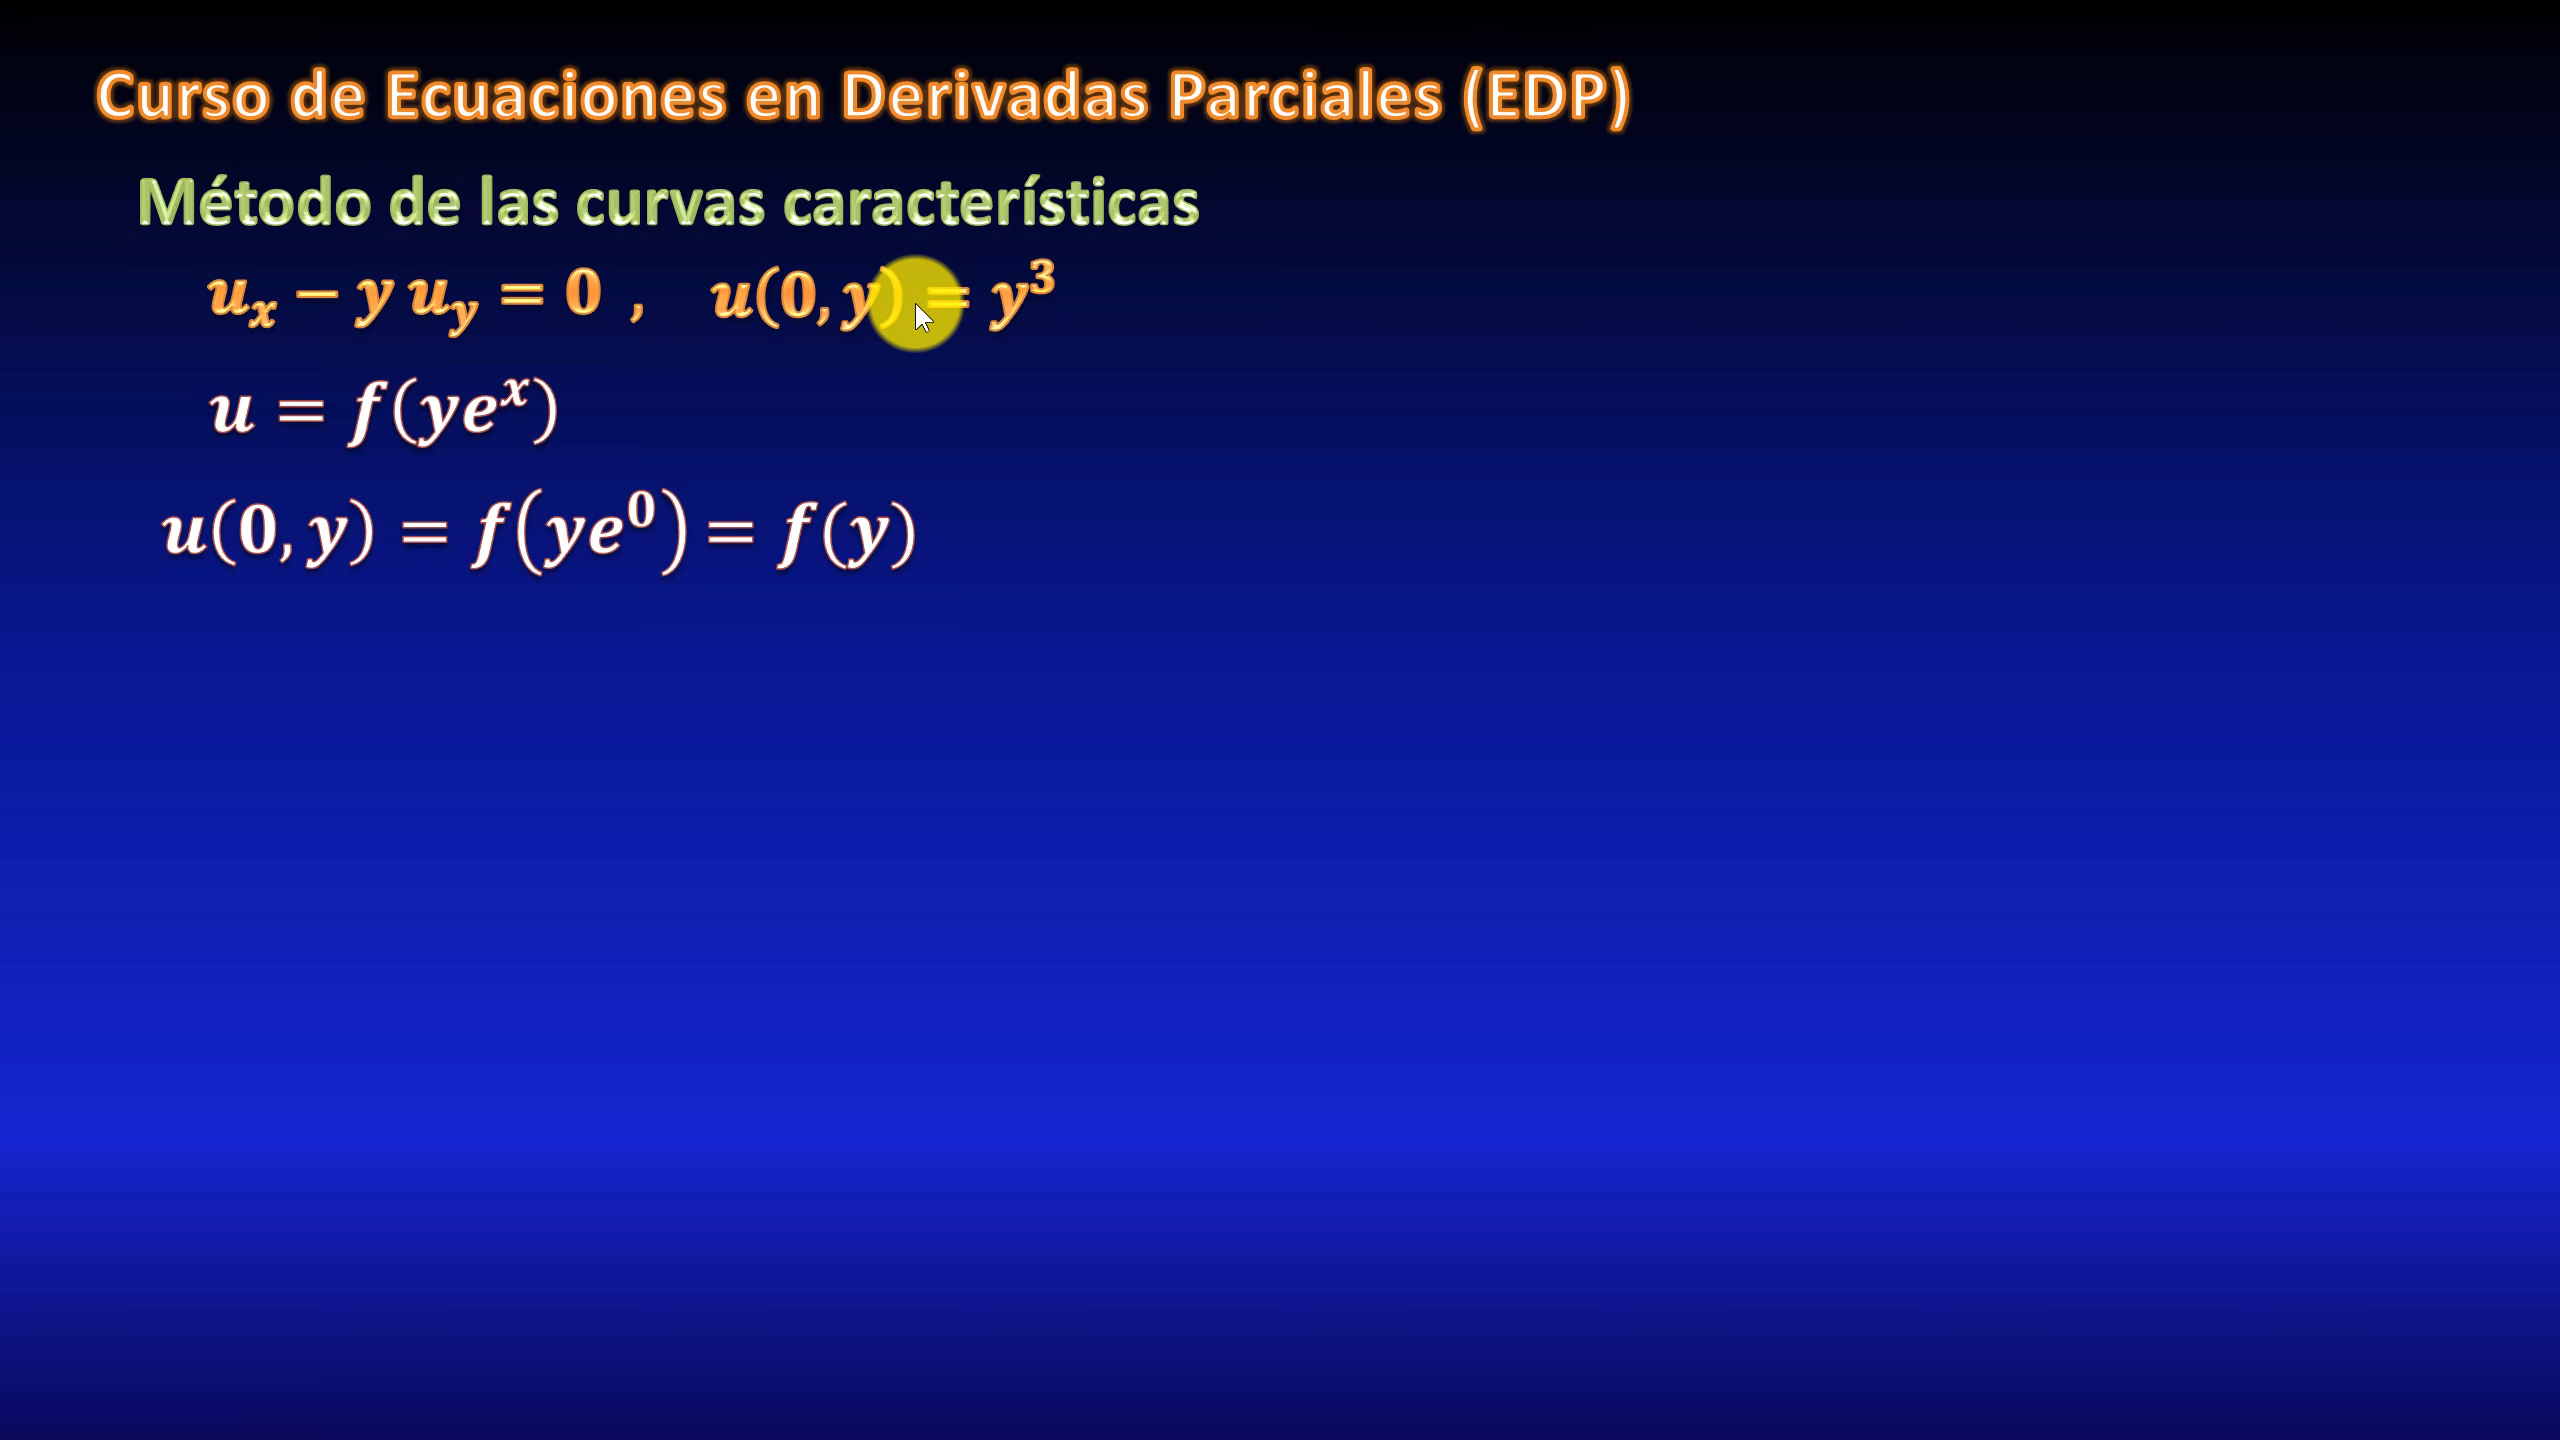 Curso de Ecuaciones en Derivadas Parciales (EDP)
Método de las curvas características
u_x − y u_y = 0 , u(0, y) = y^3
u = f(ye^x)
u(0, y) = f(ye^0) = f(y)